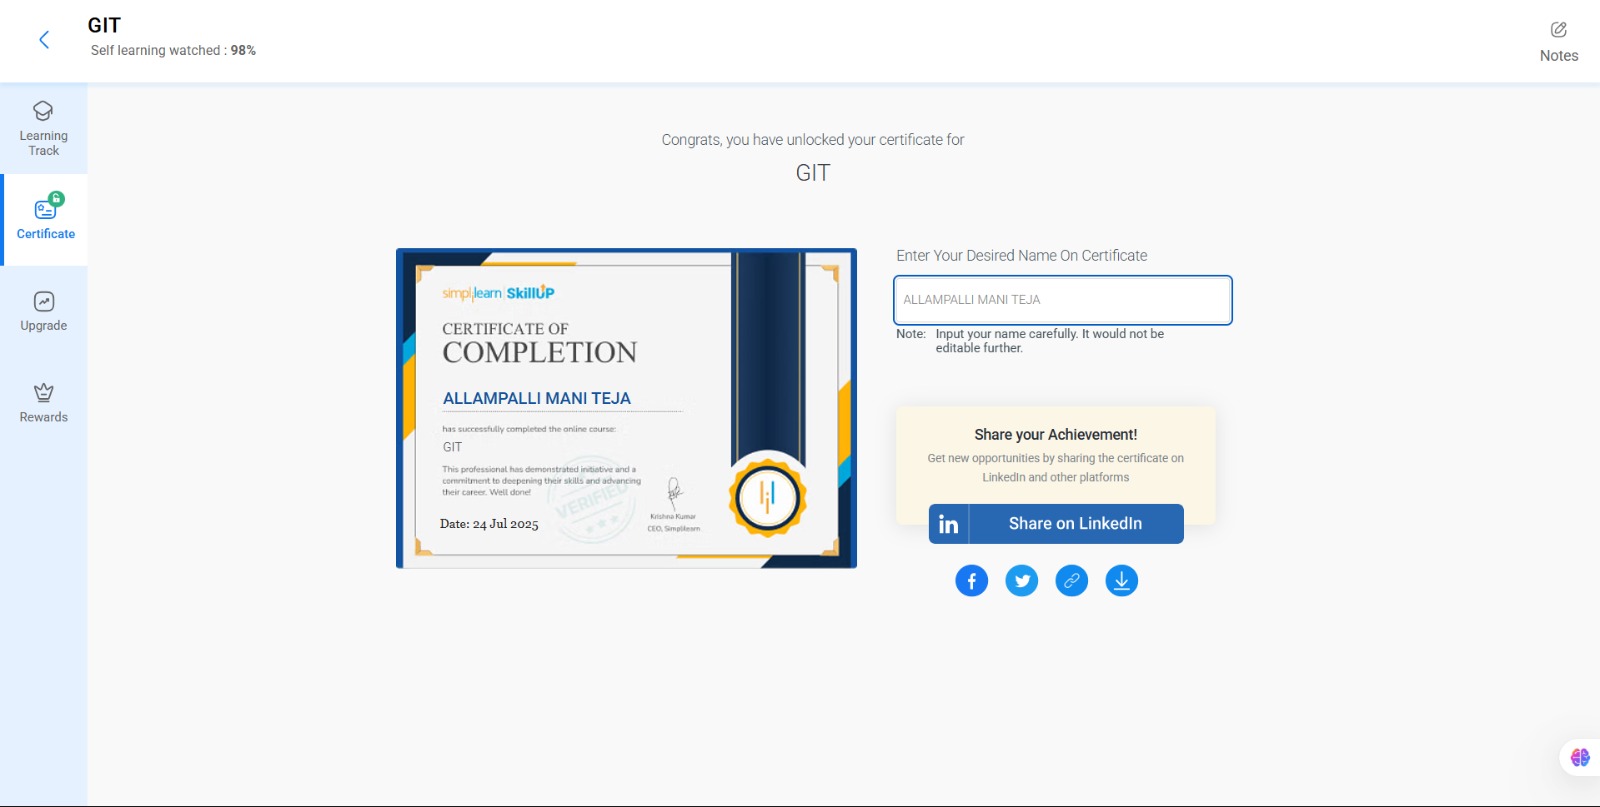 GIT
Self learning watched : 98%
Notes
Learning
Track
Certificate
Upgrade
Rewards
Congrats, you have unlocked your certificate for
GIT
simplilearn | SkillUP
CERTIFICATE OF
COMPLETION
ALLAMPALLI MANI TEJA
has successfully completed the online course:
GIT
This professional has demonstrated initiative and a
commitment to deepening their skills and advancing
their career. Well done!
VERIFIED
Date: 24 Jul 2025
Krishna Kumar
CEO, Simplilearn
Enter Your Desired Name On Certificate
ALLAMPALLI MANI TEJA
Note: Input your name carefully. It would not be
editable further.
Share your Achievement!
Get new opportunities by sharing the certificate on
LinkedIn and other platforms
in Share on LinkedIn